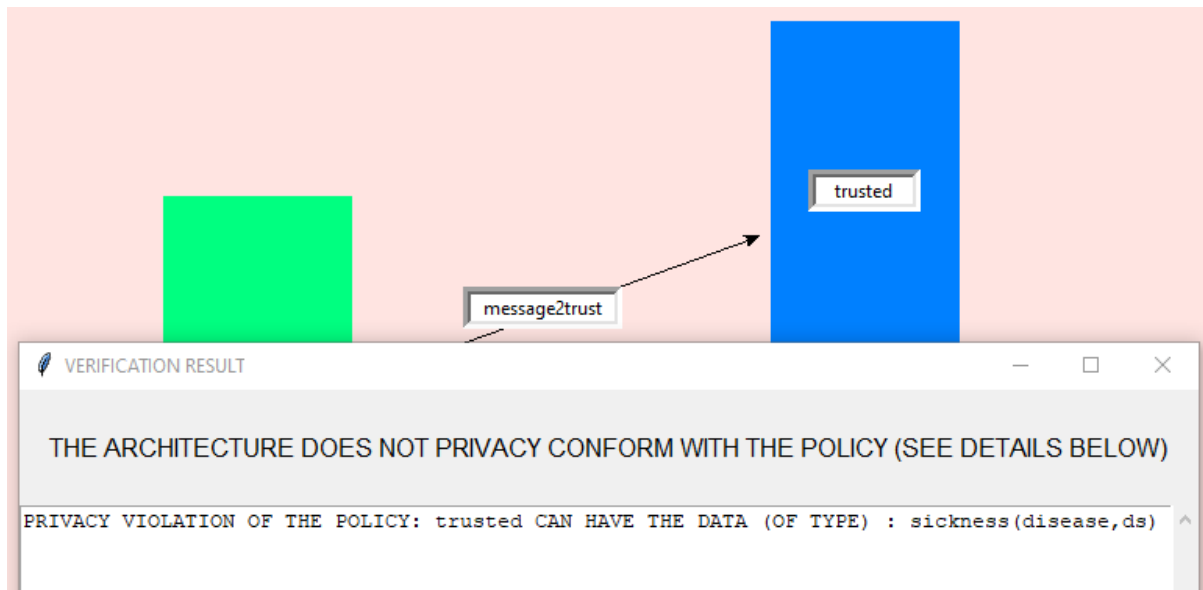 trusted
message2trust
VERIFICATION RESULT
THE ARCHITECTURE DOES NOT PRIVACY CONFORM WITH THE POLICY (SEE DETAILS BELOW)
PRIVACY VIOLATION OF THE POLICY: trusted CAN HAVE THE DATA (OF TYPE) : sickness(disease,ds)